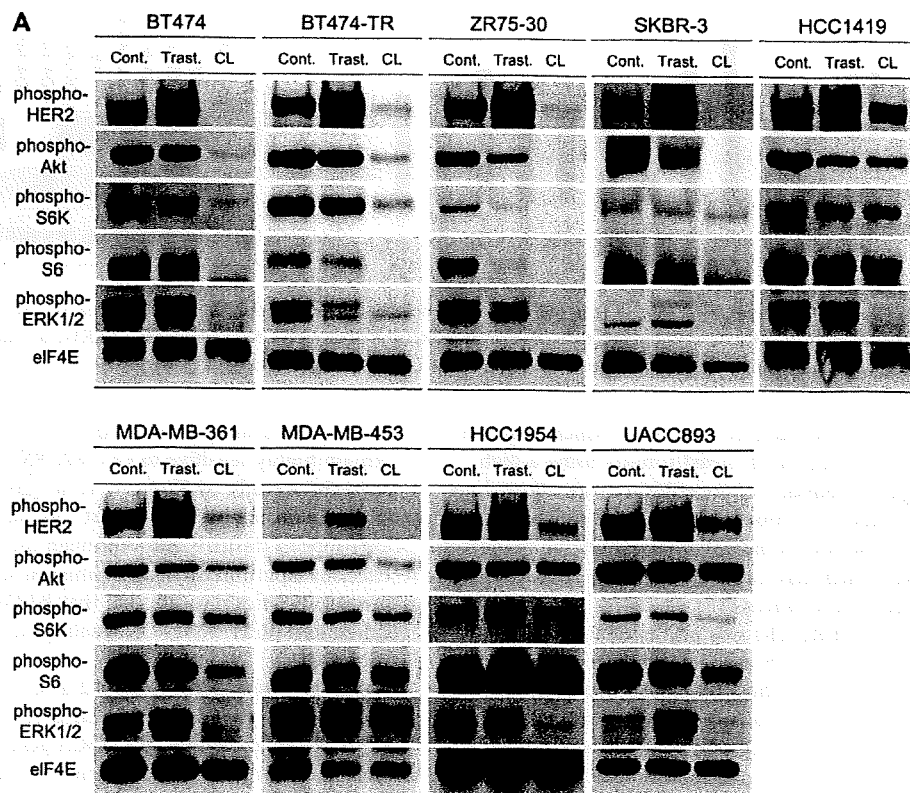 A
BT474 BT474-TR ZR75-30 SKBR-3 HCC1419
Cont. Trast. CL Cont. Trast. CL Cont. Trast. CL Cont. Trast. CL Cont. Trast. CL
phospho-
HER2
phospho-
Akt
phospho-
S6K
phospho-
S6
phospho-
ERK1/2
eIF4E
MDA-MB-361 MDA-MB-453 HCC1954 UACC893
Cont. Trast. CL Cont. Trast. CL Cont. Trast. CL Cont. Trast. CL
phospho-
HER2
phospho-
Akt
phospho-
S6K
phospho-
S6
phospho-
ERK1/2
eIF4E